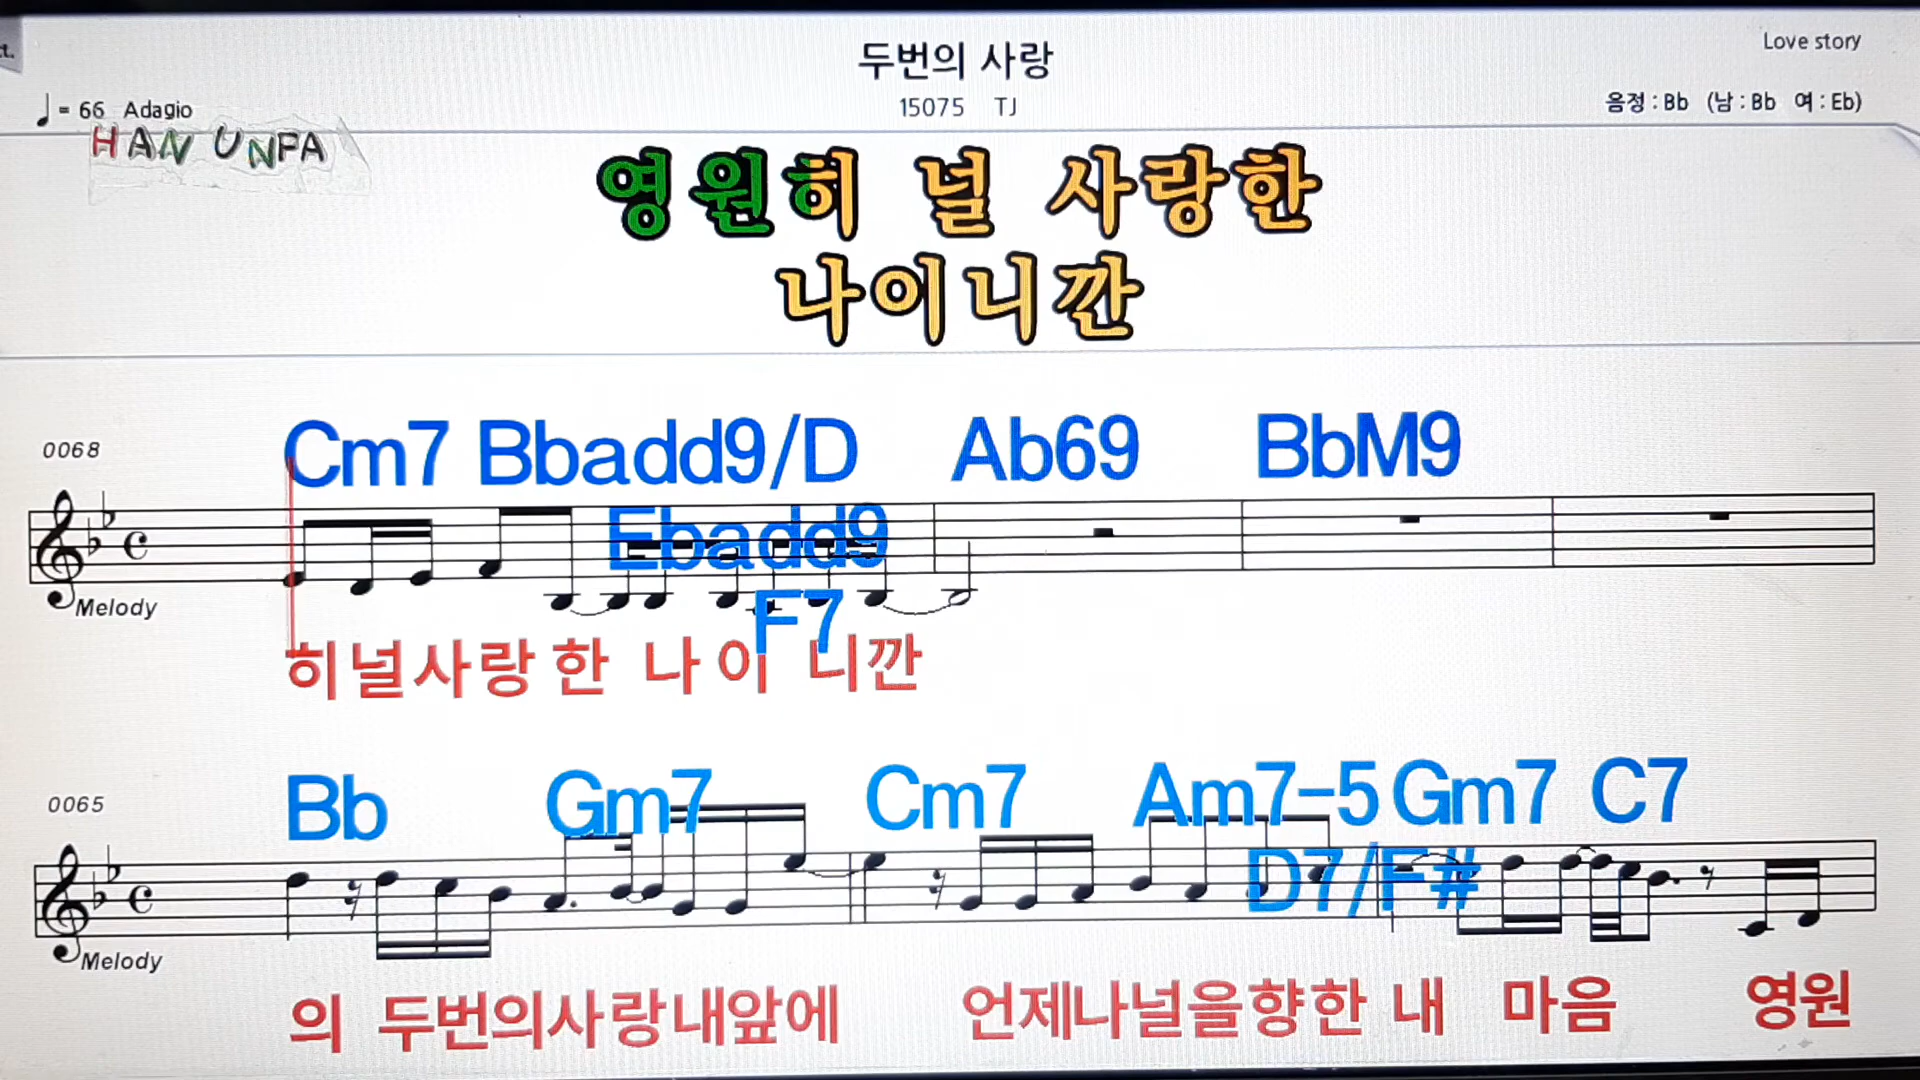 ct.
두번의 사랑
Love story
= 66 Adagio
15075 TJ
음정 : Bb (남 : Bb 여 : Eb)
HAN UNPA
영원히 널 사랑한
나이니깐
0068
Cm7 Bbadd9/D Ab69 BbM9
Ebadd9
F7
Melody
히널사랑한 나이 니깐
0065
Bb Gm7 Cm7 Am7-5 Gm7 C7
D7/F#
Melody
의 두번의사랑내앞에 언제나널을향한 내 마음 영원